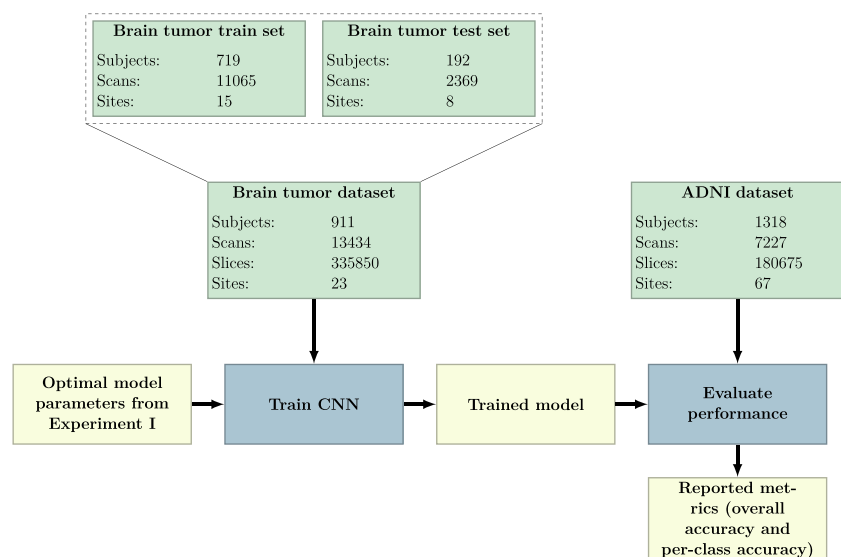 Brain tumor train set
Subjects: 719
Scans: 11065
Sites: 15
Brain tumor test set
Subjects: 192
Scans: 2369
Sites: 8
Brain tumor dataset
Subjects: 911
Scans: 13434
Slices: 335850
Sites: 23
ADNI dataset
Subjects: 1318
Scans: 7227
Slices: 180675
Sites: 67
Optimal model
parameters from
Experiment I
Train CNN
Trained model
Evaluate
performance
Reported met-
rics (overall
accuracy and
per-class accuracy)